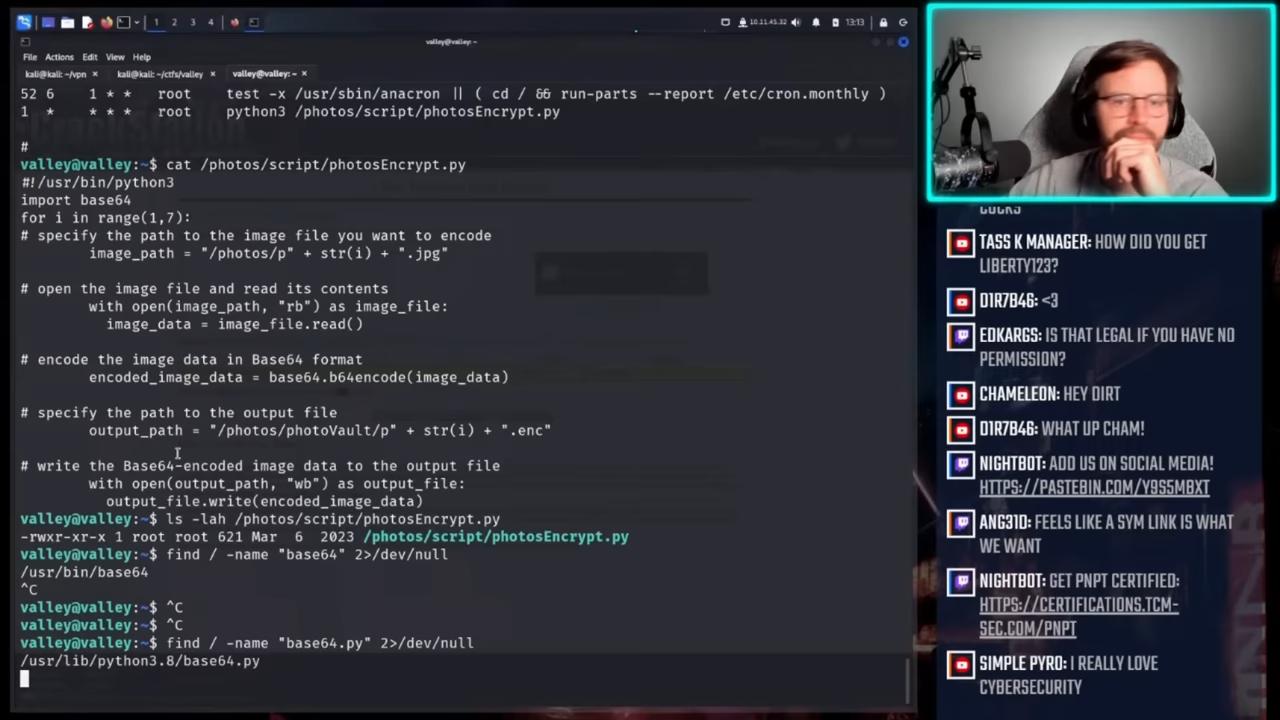 1 2 3 4
10.11.45.32
13:13
valley@valley: ~
File Actions Edit View Help
kali@kali: ~/vpn × kali@kali: ~/ctfs/valley × valley@valley: ~ ×
52 6 1 * * root test -x /usr/sbin/anacron || ( cd / && run-parts --report /etc/cron.monthly )
1 * * * * root python3 /photos/script/photosEncrypt.py
#
valley@valley:~$ cat /photos/script/photosEncrypt.py
#!/usr/bin/python3
import base64
for i in range(1,7):
# specify the path to the image file you want to encode
image_path = "/photos/p" + str(i) + ".jpg"
# open the image file and read its contents
with open(image_path, "rb") as image_file:
image_data = image_file.read()
# encode the image data in Base64 format
encoded_image_data = base64.b64encode(image_data)
# specify the path to the output file
output_path = "/photos/photoVault/p" + str(i) + ".enc"
# write the Base64-encoded image data to the output file
with open(output_path, "wb") as output_file:
output_file.write(encoded_image_data)
valley@valley:~$ ls -lah /photos/script/photosEncrypt.py
-rwxr-xr-x 1 root root 621 Mar 6 2023 /photos/script/photosEncrypt.py
valley@valley:~$ find / -name "base64" 2>/dev/null
/usr/bin/base64
^C
valley@valley:~$ ^C
valley@valley:~$ ^C
valley@valley:~$ find / -name "base64.py" 2>/dev/null
/usr/lib/python3.8/base64.py
TASS K MANAGER: HOW DID YOU GET
LIBERTY123?
D1R7B46: <3
EDKARGS: IS THAT LEGAL IF YOU HAVE NO
PERMISSION?
CHAMELEON: HEY DIRT
D1R7B46: WHAT UP CHAM!
NIGHTBOT: ADD US ON SOCIAL MEDIA!
HTTPS://PASTEBIN.COM/Y9S5MBXT
ANG31D: FEELS LIKE A SYM LINK IS WHAT
WE WANT
NIGHTBOT: GET PNPT CERTIFIED:
HTTPS://CERTIFICATIONS.TCM-
SEC.COM/PNPT
SIMPLE PYRO: I REALLY LOVE
CYBERSECURITY